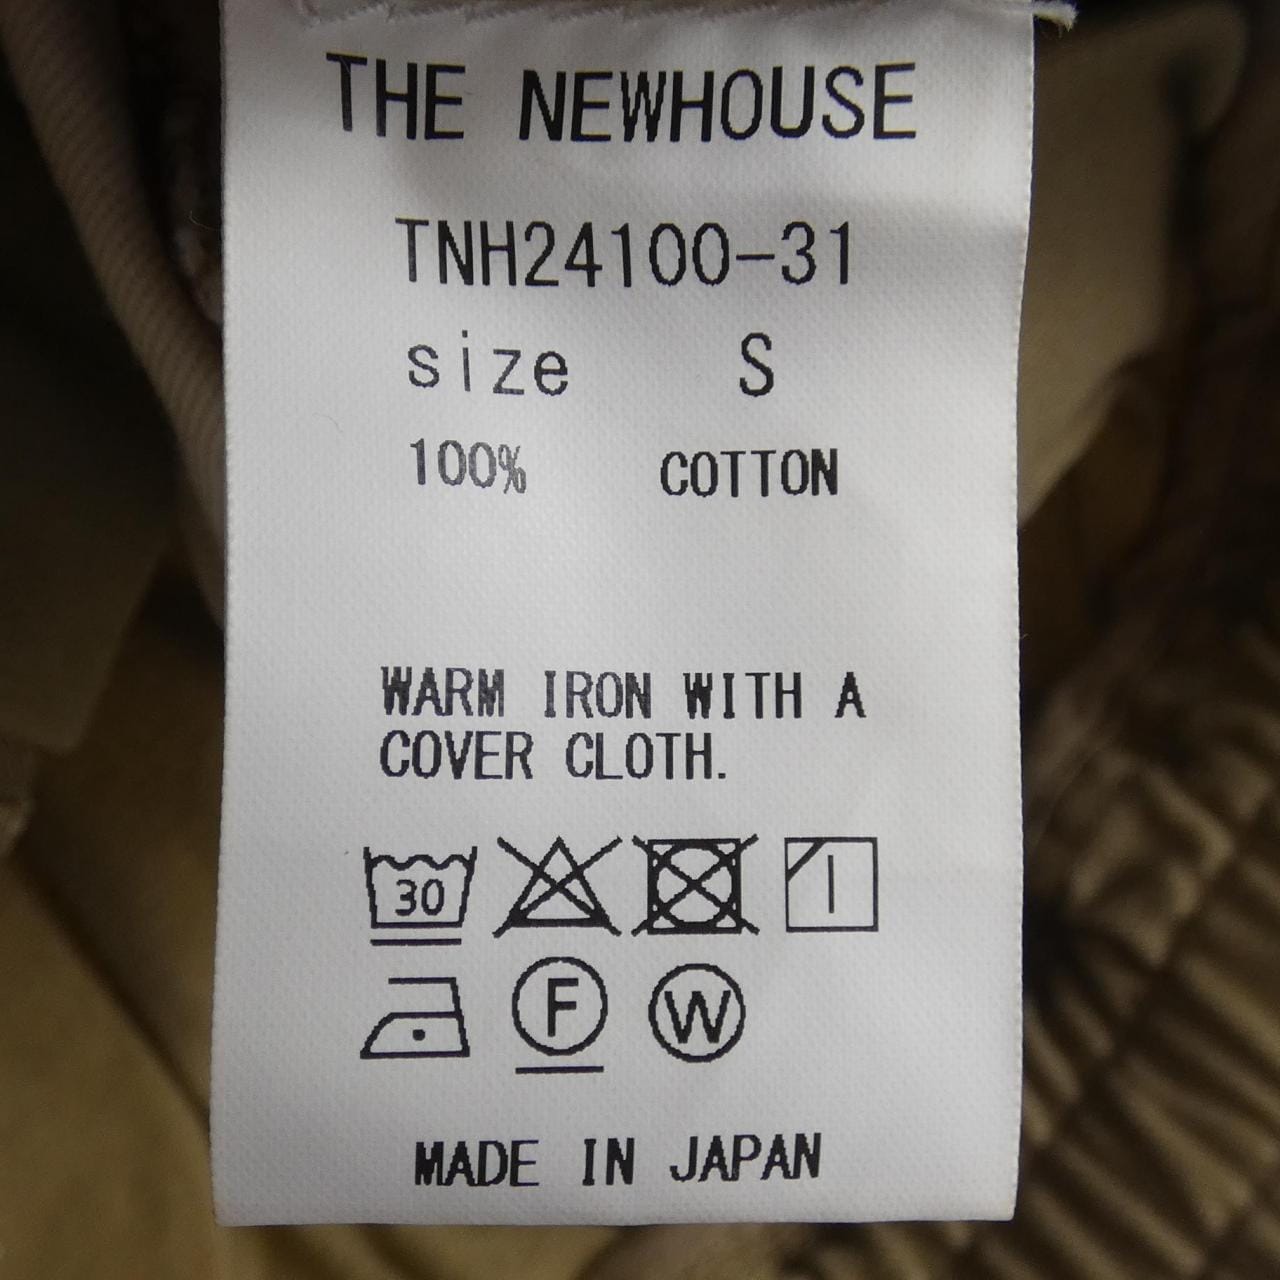 THE NEWHOUSE
TNH24100-31
size S
100% COTTON
WARM IRON WITH A
COVER CLOTH.
30
F W
MADE IN JAPAN